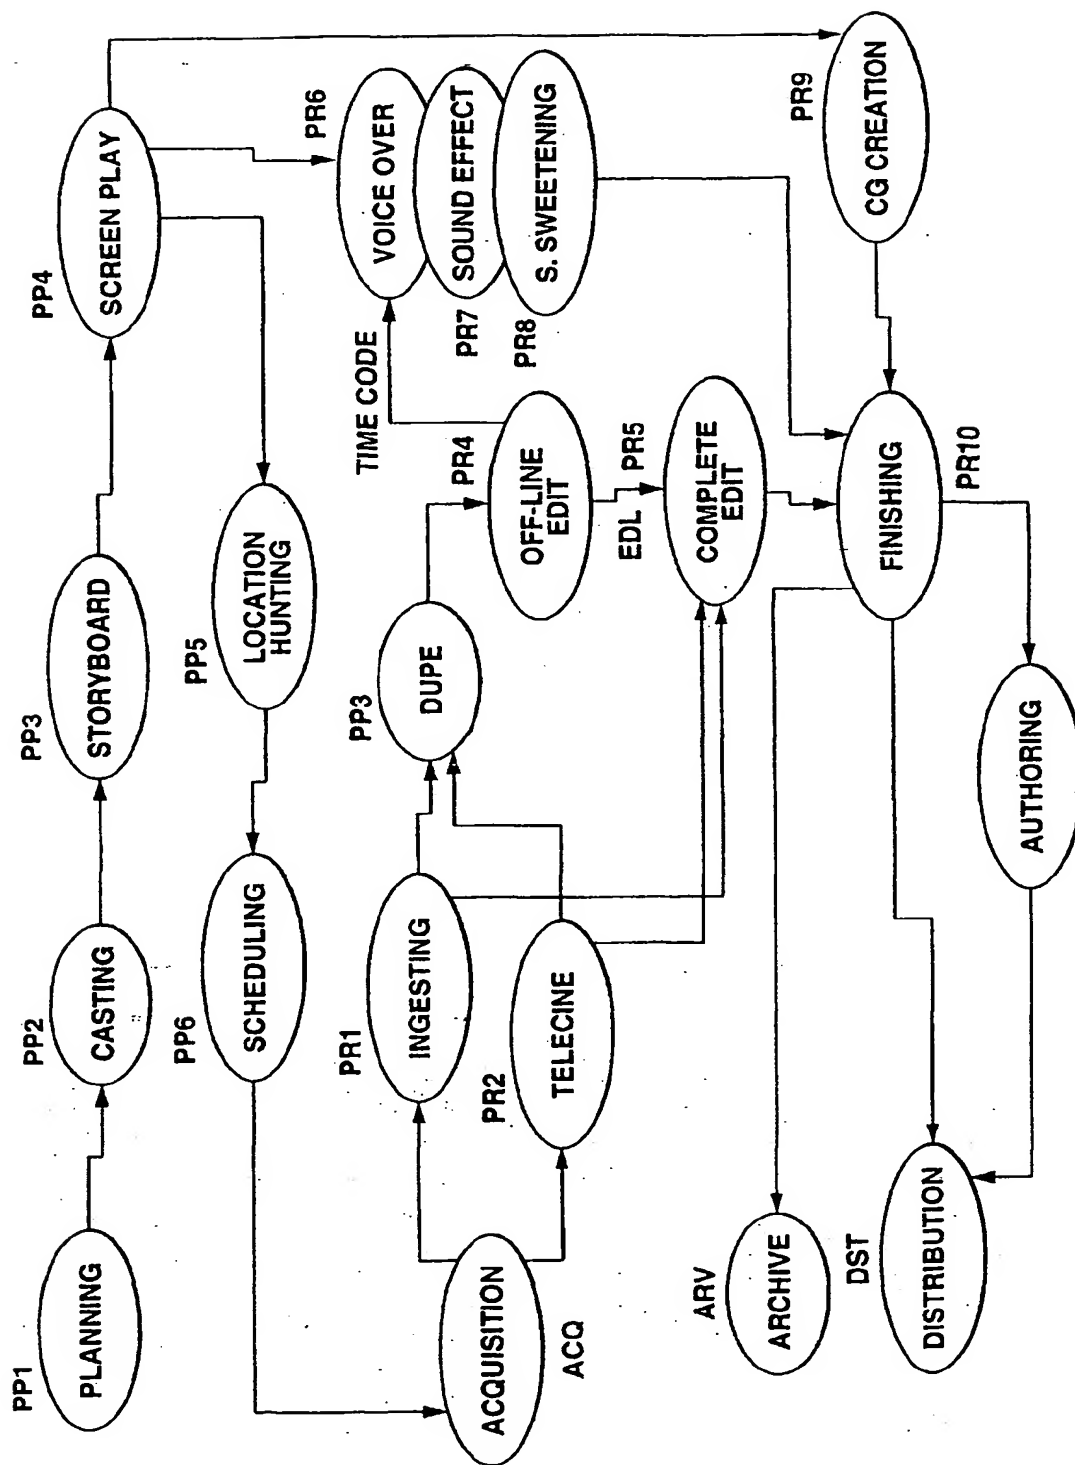 PP1
PLANNING
PP2
CASTING
PP3
STORYBOARD
PP4
SCREEN PLAY
PP5
LOCATION
HUNTING
PP6
SCHEDULING
ACQUISITION
ACQ
PR1
INGESTING
PR2
TELECINE
PP3
DUPE
PR4
OFF-LINE
EDIT
TIME CODE
EDL
PR5
COMPLETE
EDIT
PR6
VOICE OVER
PR7
SOUND EFFECT
PR8
S. SWEETENING
PR9
CG CREATION
FINISHING
PR10
ARV
ARCHIVE
DST
DISTRIBUTION
AUTHORING